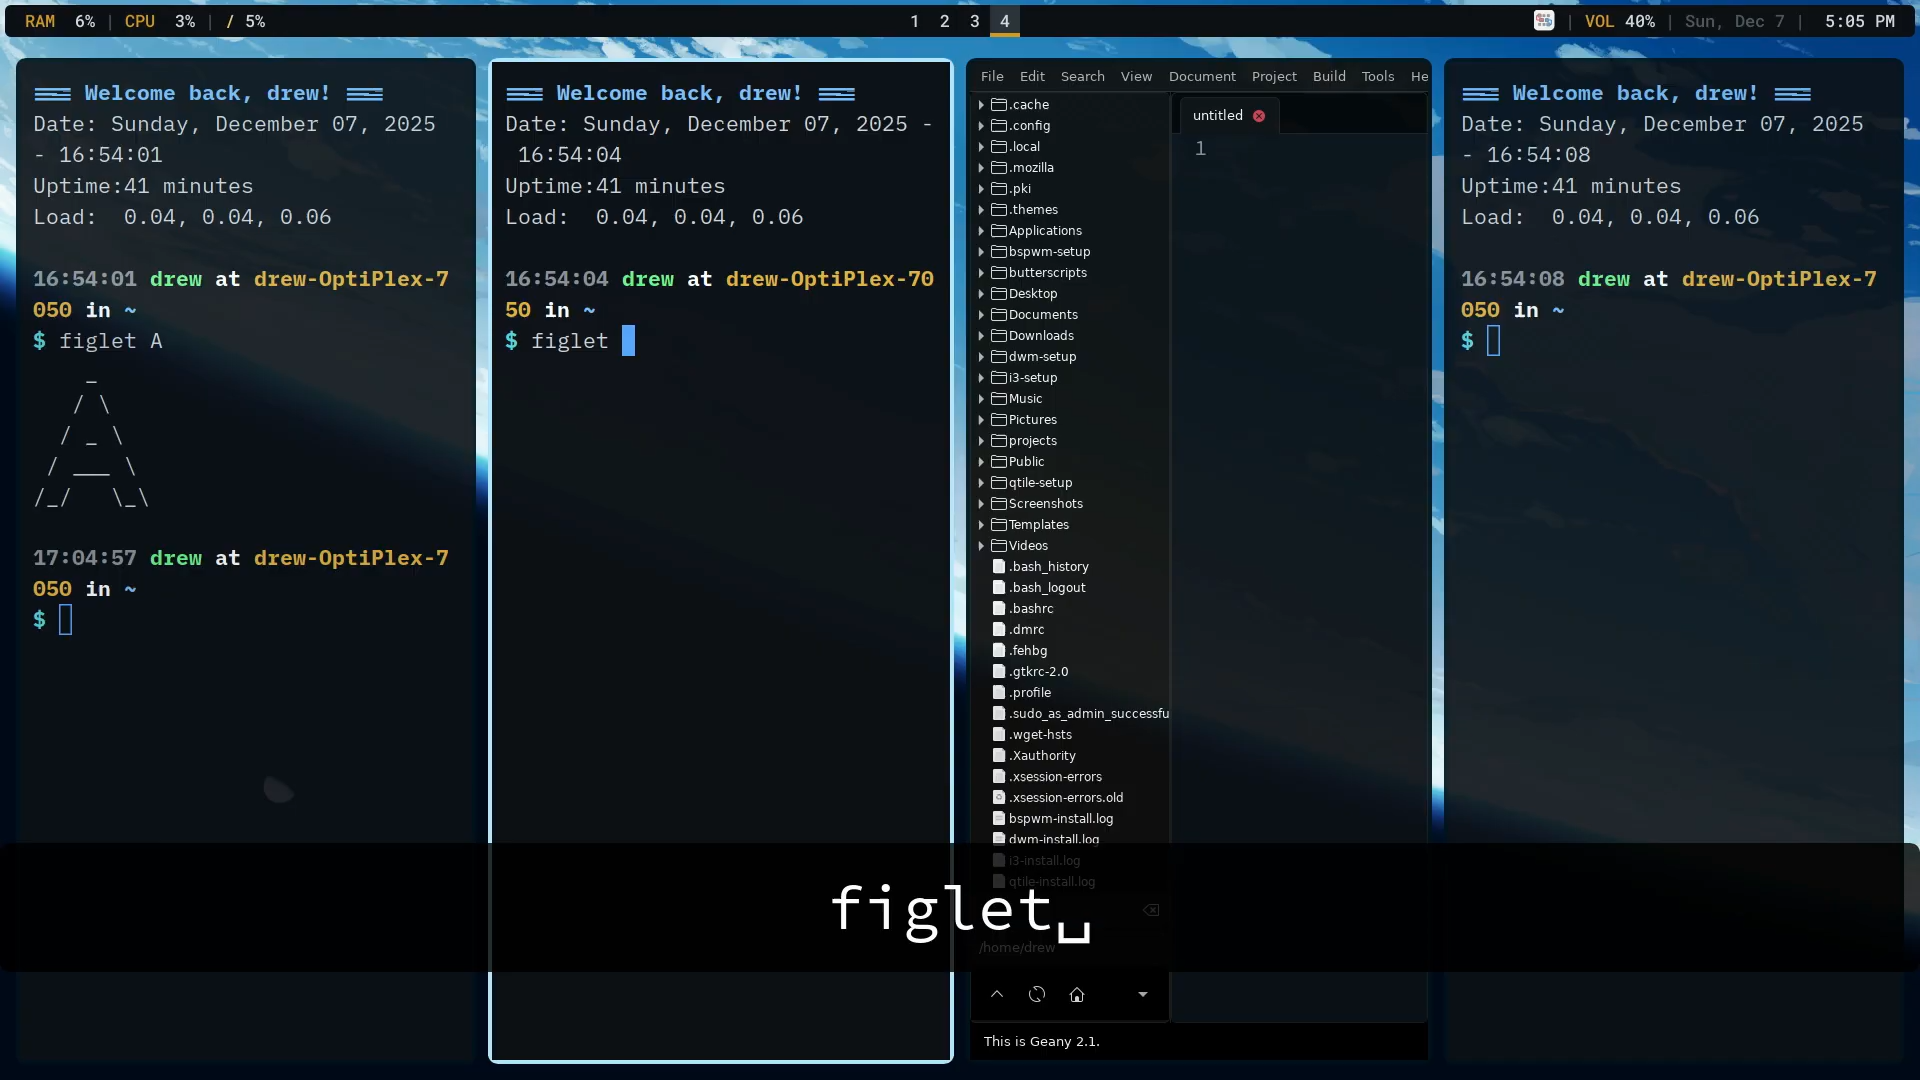 RAM 6% | CPU 3% | / 5%
1 2 3 4
| VOL 40% | Sun, Dec 7 | 5:05 PM
Welcome back, drew!
Date: Sunday, December 07, 2025
- 16:54:01
Uptime:41 minutes
Load: 0.04, 0.04, 0.06
16:54:01 drew at drew-OptiPlex-7
050 in ~
$ figlet A
    _
   / \
  / _ \
 / ___ \
/_/   \_\
17:04:57 drew at drew-OptiPlex-7
050 in ~
$
Welcome back, drew!
Date: Sunday, December 07, 2025 -
16:54:04
Uptime:41 minutes
Load: 0.04, 0.04, 0.06
16:54:04 drew at drew-OptiPlex-70
50 in ~
$ figlet
File Edit Search View Document Project Build Tools He
.cache
.config
.local
.mozilla
.pki
.themes
Applications
bspwm-setup
butterscripts
Desktop
Documents
Downloads
dwm-setup
i3-setup
Music
Pictures
projects
Public
qtile-setup
Screenshots
Templates
Videos
.bash_history
.bash_logout
.bashrc
.dmrc
.fehbg
.gtkrc-2.0
.profile
.sudo_as_admin_successfu
.wget-hsts
.Xauthority
.xsession-errors
.xsession-errors.old
bspwm-install.log
dwm-install.log
i3-install.log
qtile-install.log
/home/drew
untitled
1
This is Geany 2.1.
Welcome back, drew!
Date: Sunday, December 07, 2025
- 16:54:08
Uptime:41 minutes
Load: 0.04, 0.04, 0.06
16:54:08 drew at drew-OptiPlex-7
050 in ~
$
figlet␣